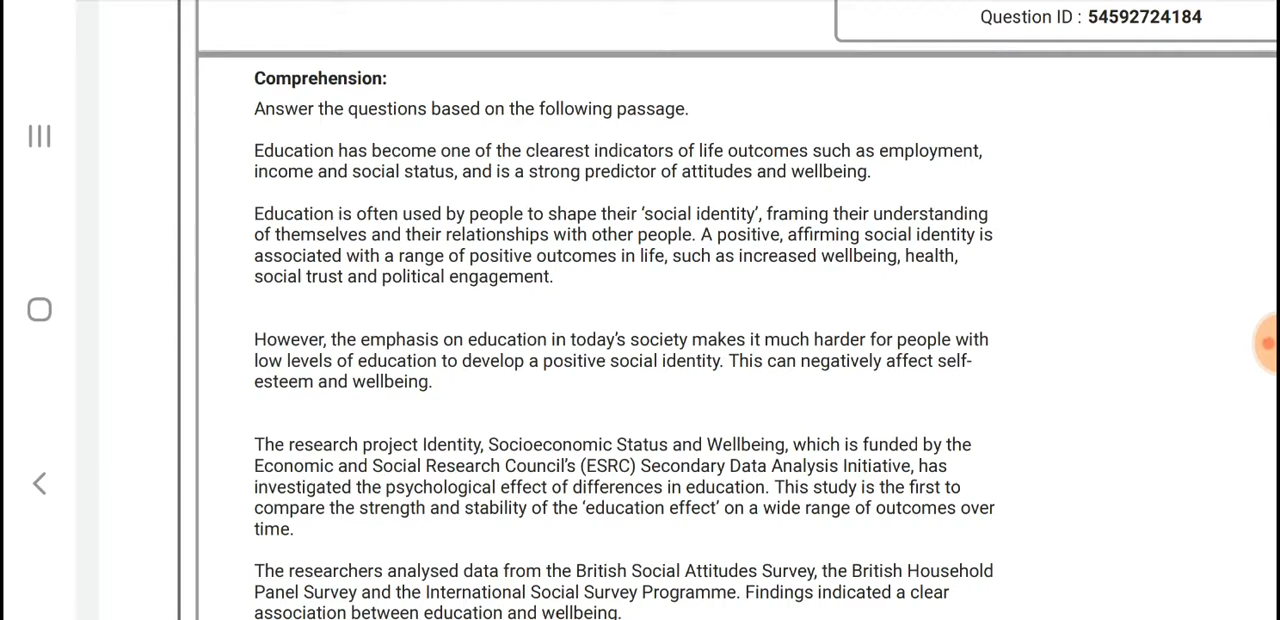 Question ID : 54592724184
Comprehension:
Answer the questions based on the following passage.
Education has become one of the clearest indicators of life outcomes such as employment,
income and social status, and is a strong predictor of attitudes and wellbeing.
Education is often used by people to shape their ‘social identity’, framing their understanding
of themselves and their relationships with other people. A positive, affirming social identity is
associated with a range of positive outcomes in life, such as increased wellbeing, health,
social trust and political engagement.
However, the emphasis on education in today’s society makes it much harder for people with
low levels of education to develop a positive social identity. This can negatively affect self-
esteem and wellbeing.
The research project Identity, Socioeconomic Status and Wellbeing, which is funded by the
Economic and Social Research Council’s (ESRC) Secondary Data Analysis Initiative, has
investigated the psychological effect of differences in education. This study is the first to
compare the strength and stability of the ‘education effect’ on a wide range of outcomes over
time.
The researchers analysed data from the British Social Attitudes Survey, the British Household
Panel Survey and the International Social Survey Programme. Findings indicated a clear
association between education and wellbeing.